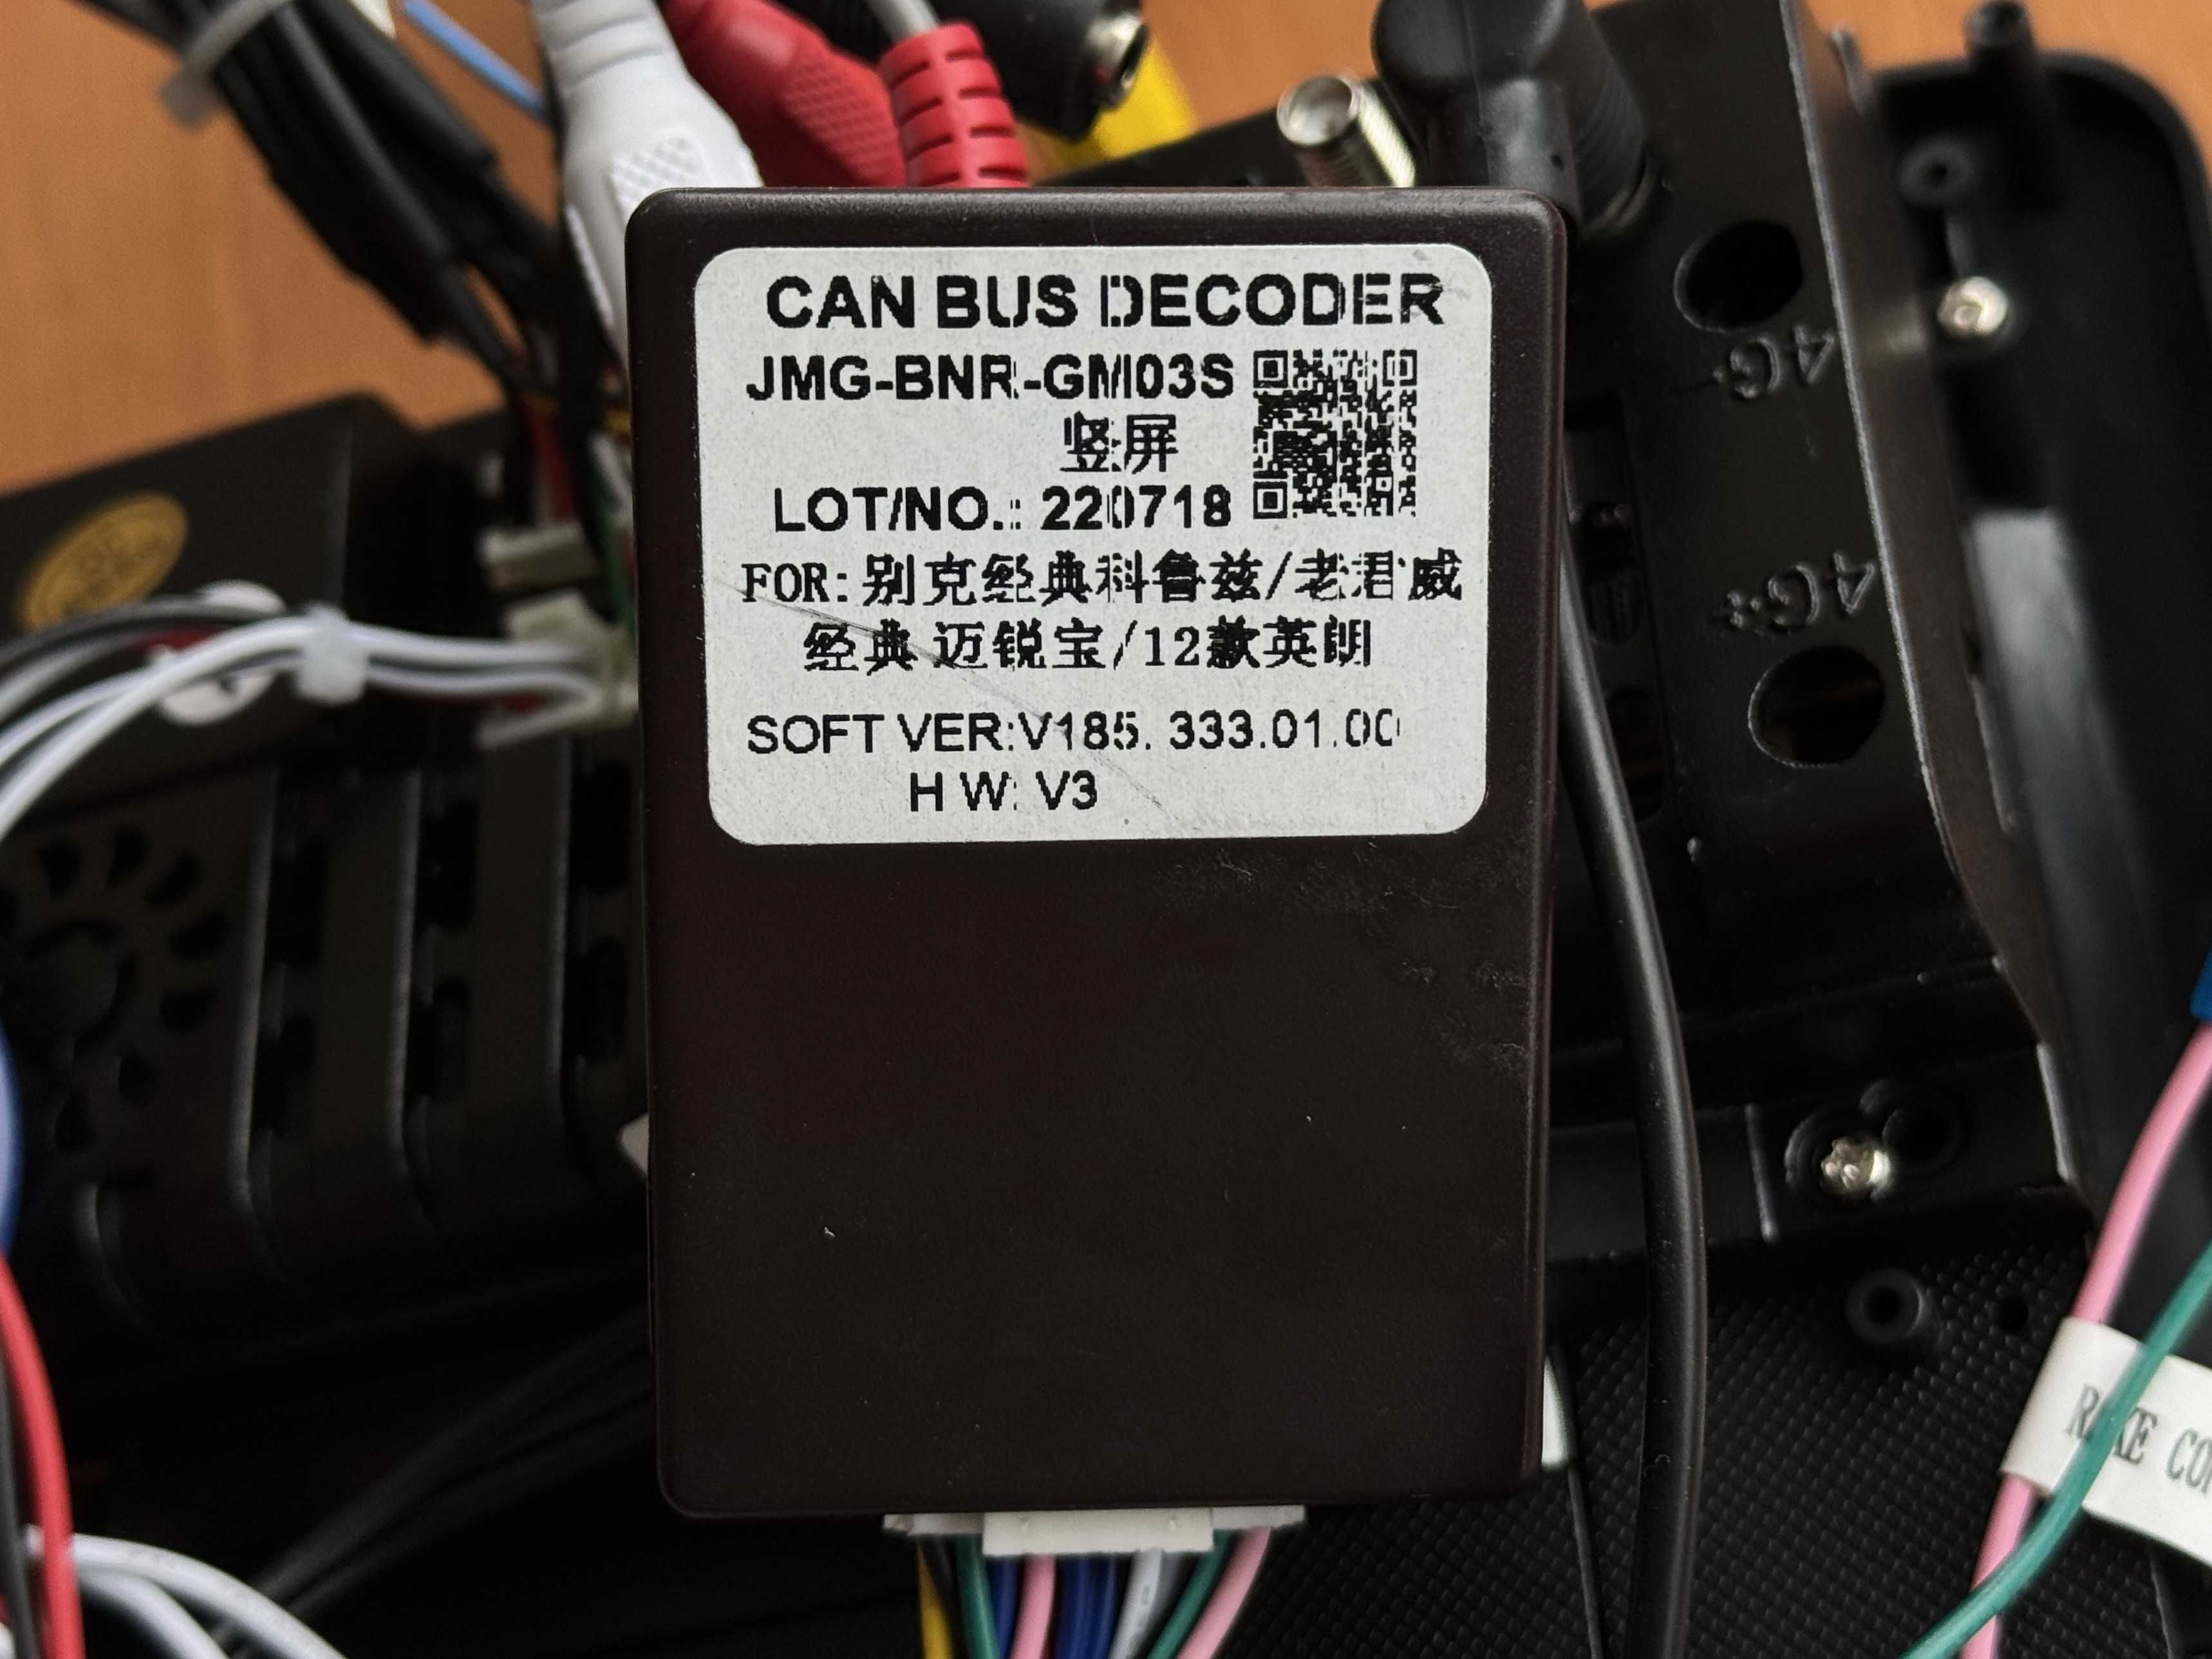 CAN BUS DECODER
JMG-BNR-GM03S
竖屏
LOT/NO.: 220718
FOR: 别克经典科鲁兹/老君威
经典 迈锐宝/12款英朗
SOFT VER:V185. 333.01.00
H W: V3
4G-
4G+